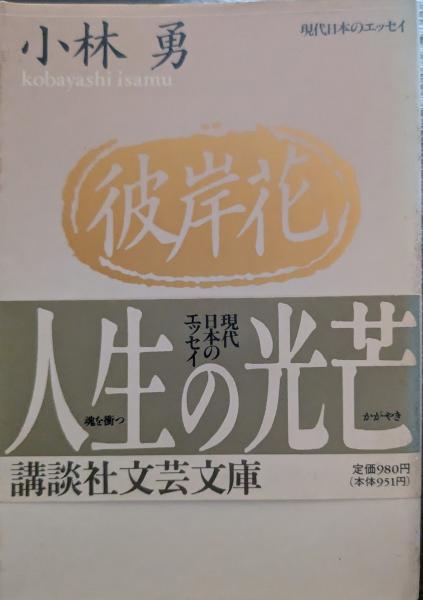 現代日本のエッセイ
小林 勇
kobayashi isamu
彼岸花
現代
日本の
エッセイ
人生の光芒
魂を衝つ
かがやき
講談社文芸文庫
定価980円
(本体951円)